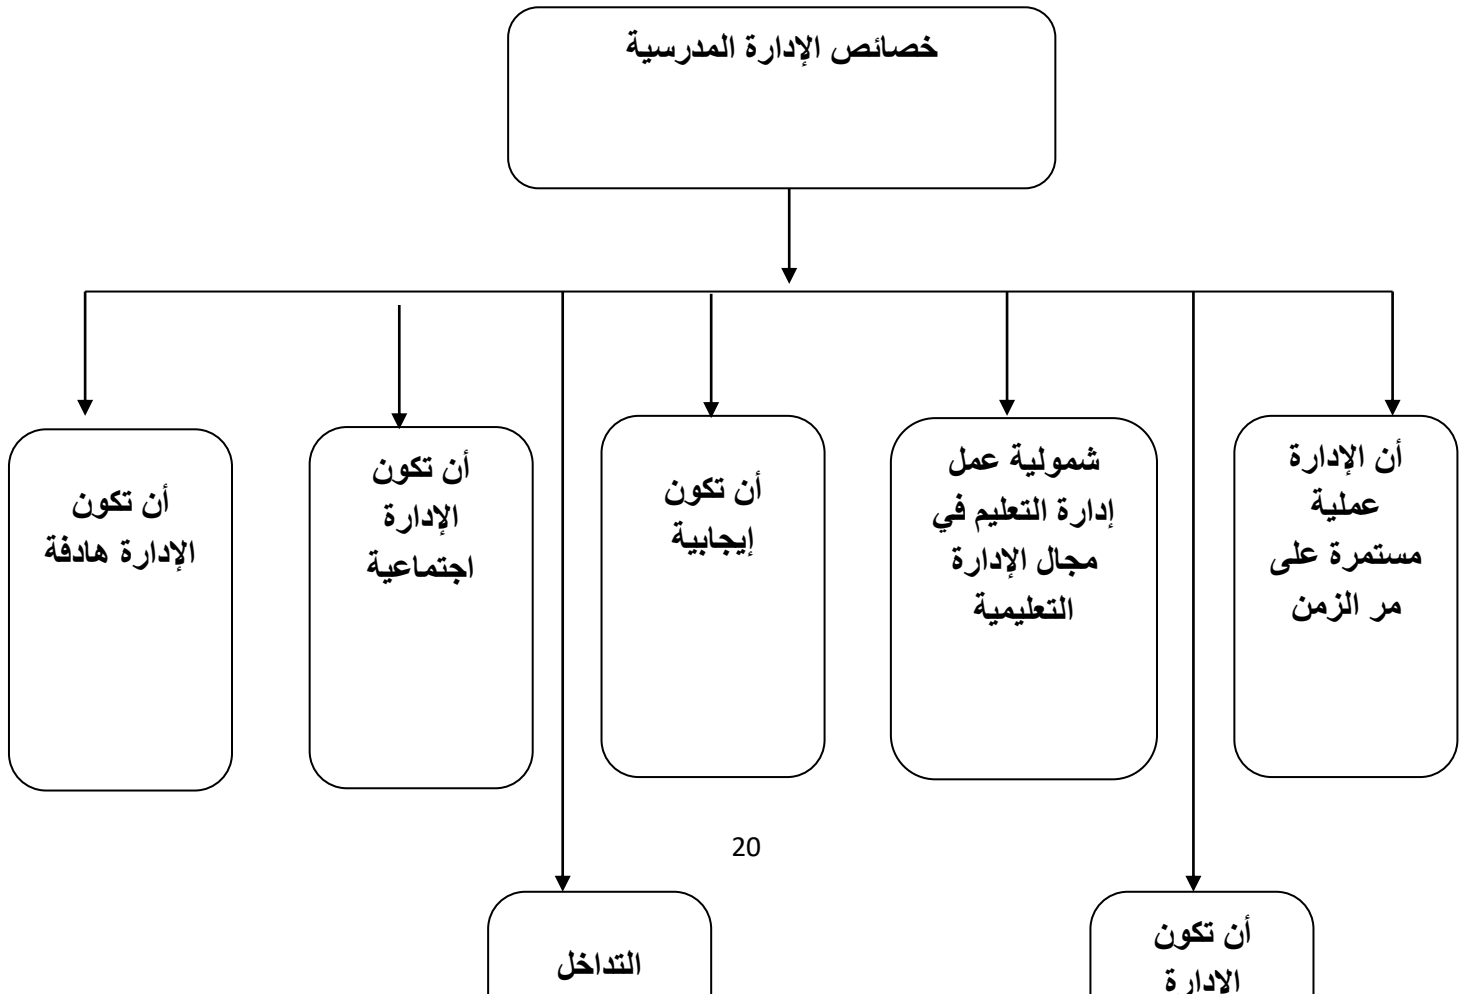 خصائص الإدارة المدرسية
أن الإدارة
عملية
مستمرة على
مر الزمن
شمولية عمل
إدارة التعليم في
مجال الإدارة
التعليمية
أن تكون
إيجابية
أن تكون
الإدارة
اجتماعية
أن تكون
الإدارة هادفة
20
أن تكون
الإدارة
التداخل